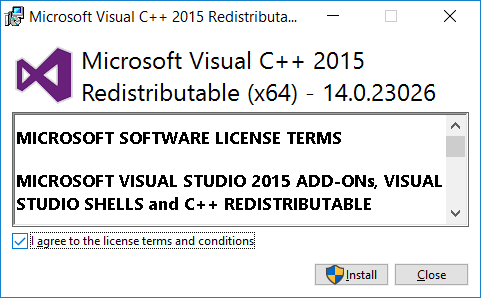 Microsoft Visual C++ 2015 Redistributa...
Microsoft Visual C++ 2015
Redistributable (x64) - 14.0.23026
MICROSOFT SOFTWARE LICENSE TERMS
MICROSOFT VISUAL STUDIO 2015 ADD-ONs, VISUAL
STUDIO SHELLS and C++ REDISTRIBUTABLE
I agree to the license terms and conditions
Install
Close